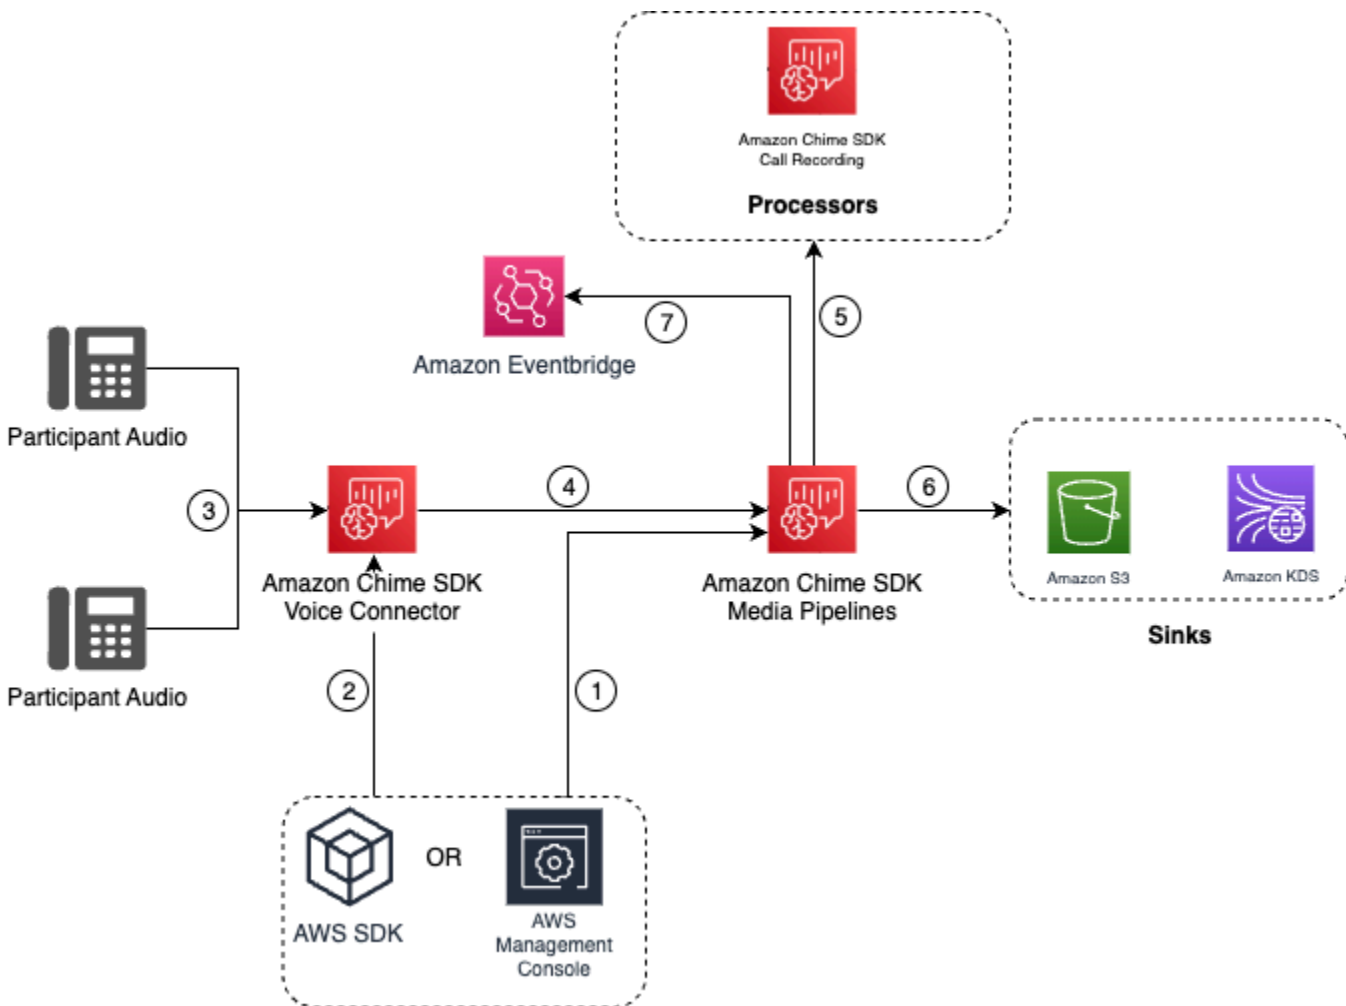 Amazon Chime SDK
Call Recording
Processors
7
5
Amazon Eventbridge
Participant Audio
3
4
6
Amazon Chime SDK
Voice Connector
Amazon Chime SDK
Media Pipelines
Amazon S3
Amazon KDS
Sinks
Participant Audio
2
1
OR
AWS SDK
AWS
Management
Console